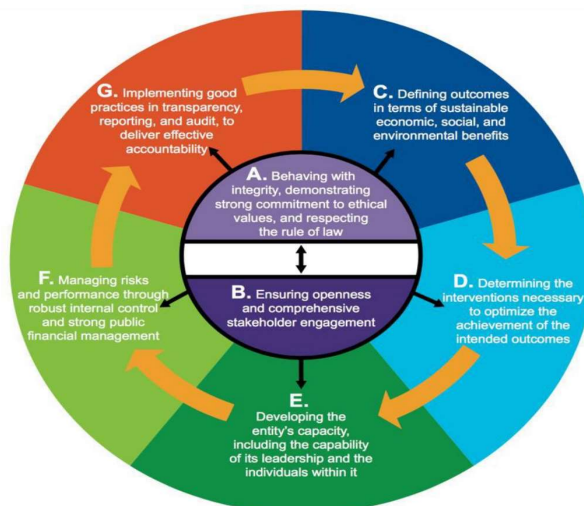 A. Behaving with
integrity, demonstrating
strong commitment to ethical
values, and respecting
the rule of law
B. Ensuring openness
and comprehensive
stakeholder engagement
C. Defining outcomes
in terms of sustainable
economic, social, and
environmental benefits
D. Determining the
interventions necessary
to optimize the
achievement of the
intended outcomes
E.
Developing the
entity's capacity,
including the capability
of its leadership and the
individuals within it
F. Managing risks
and performance through
robust internal control
and strong public
financial management
G. Implementing good
practices in transparency,
reporting, and audit, to
deliver effective
accountability